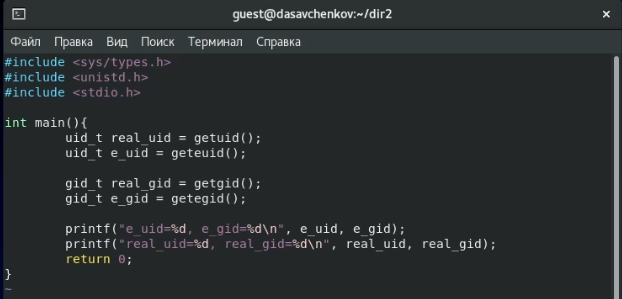 guest@dasavchenkov:~/dir2
Файл Правка Вид Поиск Терминал Справка
#include <sys/types.h>
#include <unistd.h>
#include <stdio.h>
int main(){
        uid_t real_uid = getuid();
        uid_t e_uid = geteuid();
        gid_t real_gid = getgid();
        gid_t e_gid = getegid();
        printf("e_uid=%d, e_gid=%d\n", e_uid, e_gid);
        printf("real_uid=%d, real_gid=%d\n", real_uid, real_gid);
        return 0;
}
~